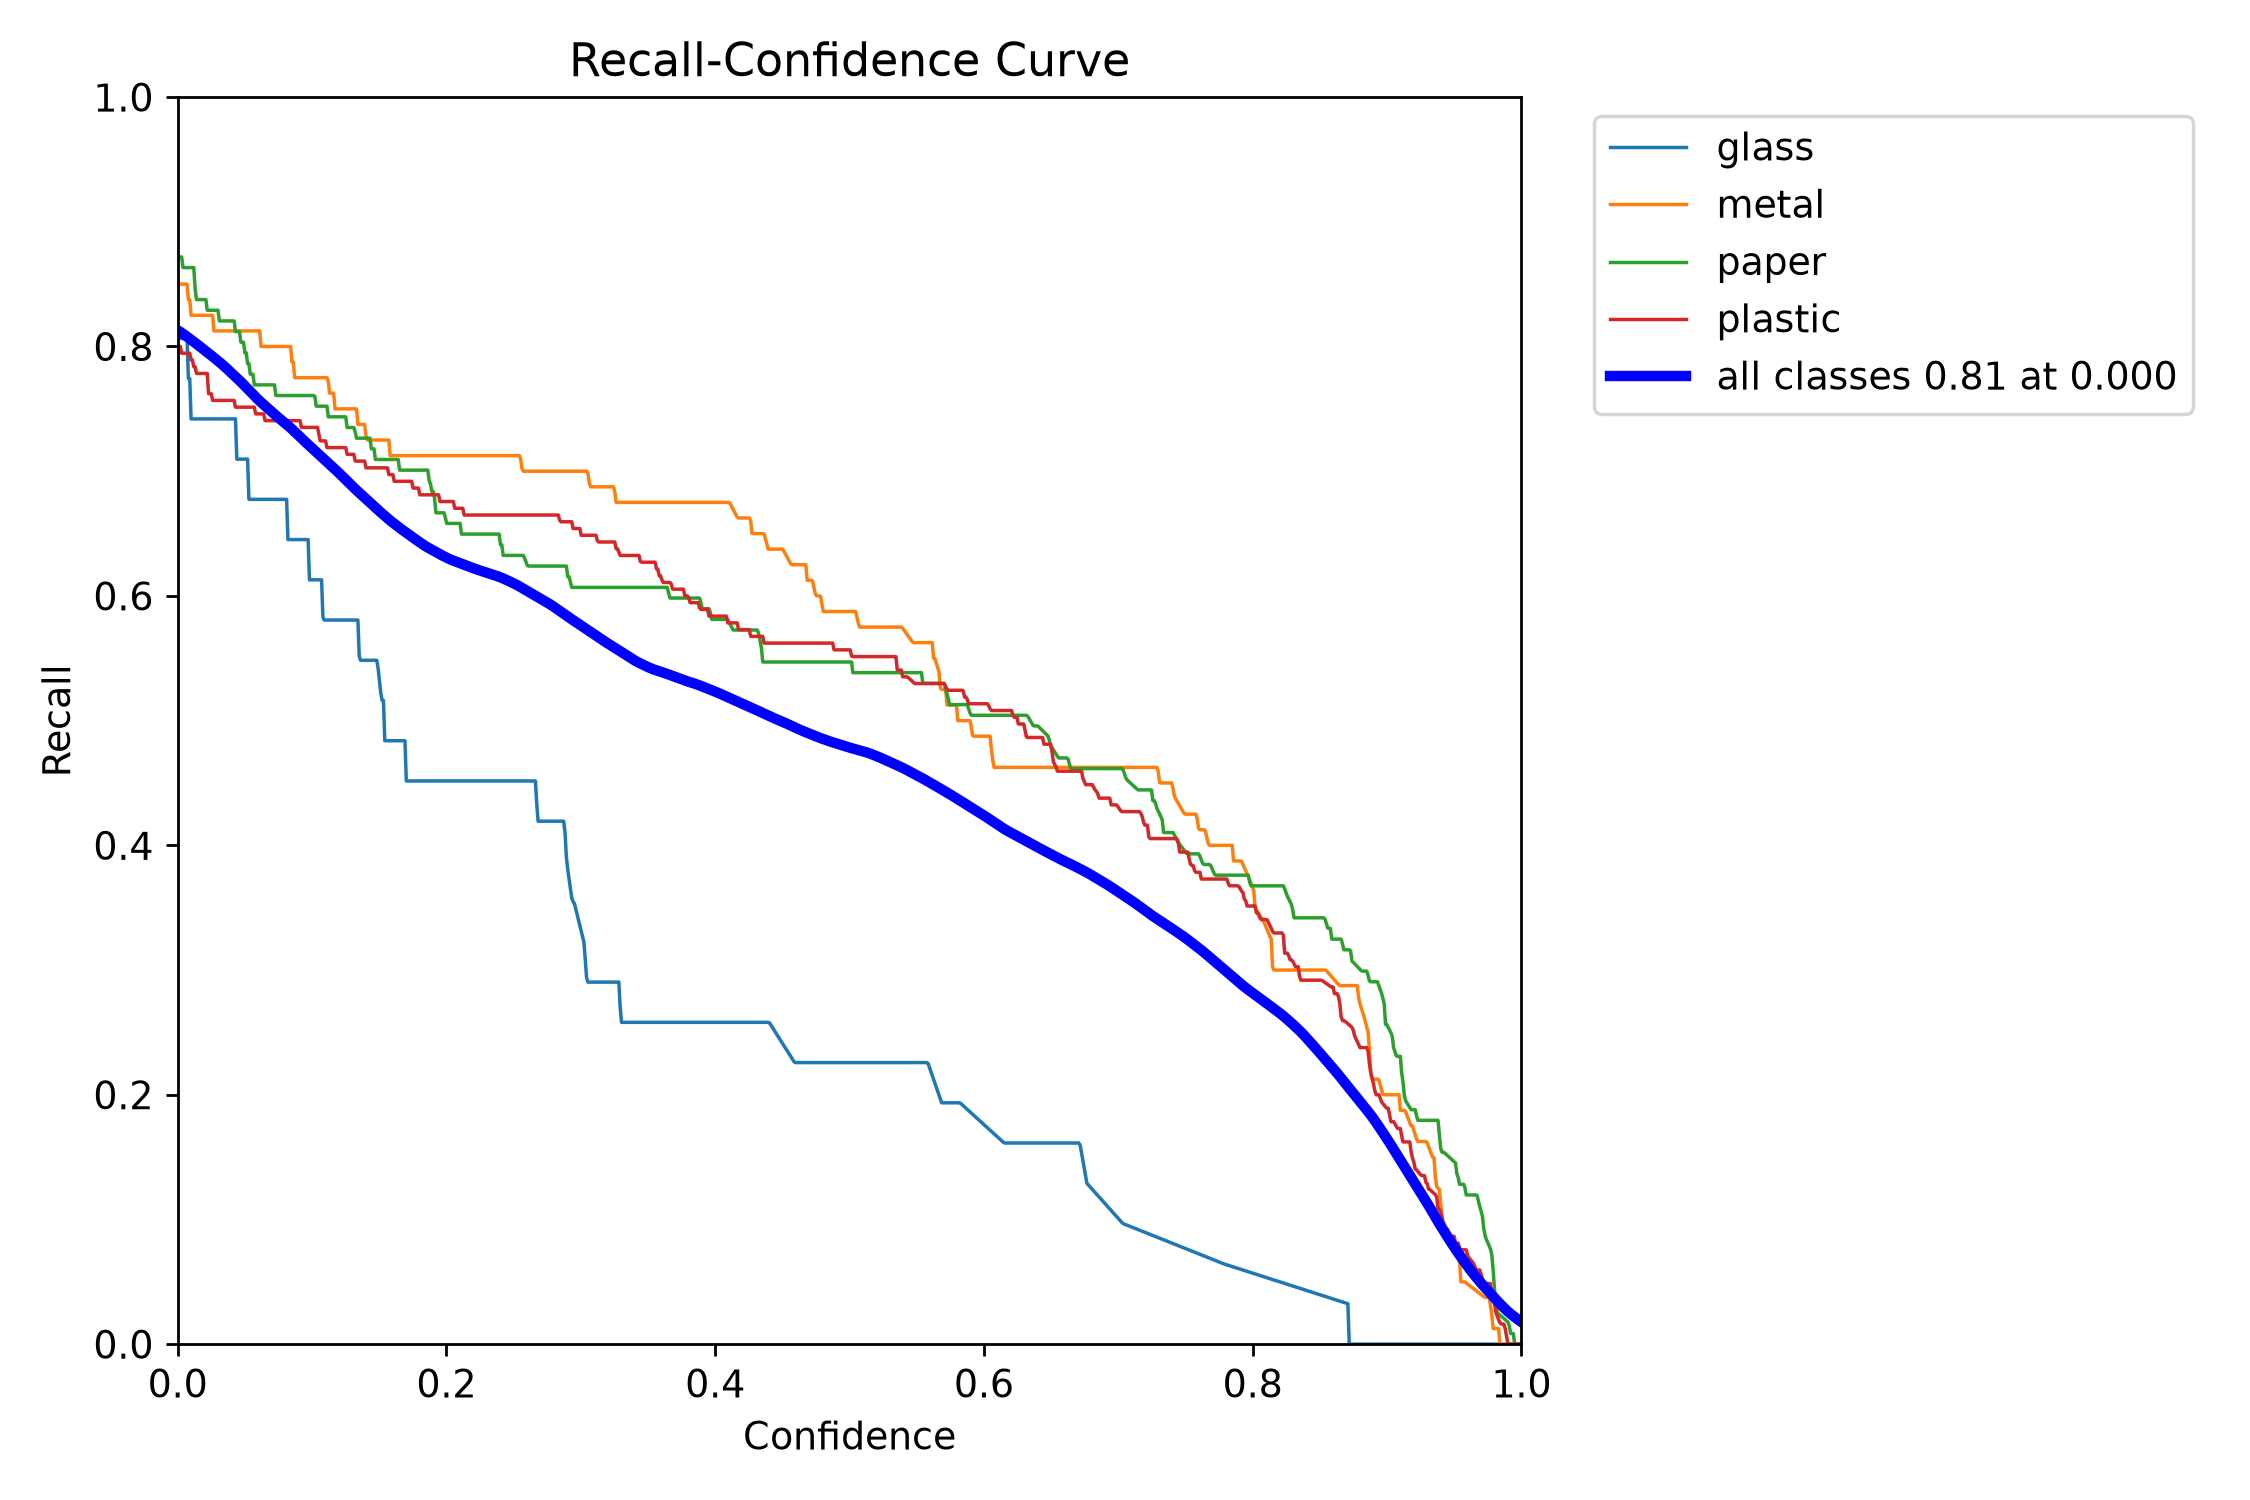 Recall-Confidence Curve
1.0
0.8
0.6
0.4
0.2
0.0
Recall
0.0 0.2 0.4 0.6 0.8 1.0
Confidence
glass
metal
paper
plastic
all classes 0.81 at 0.000